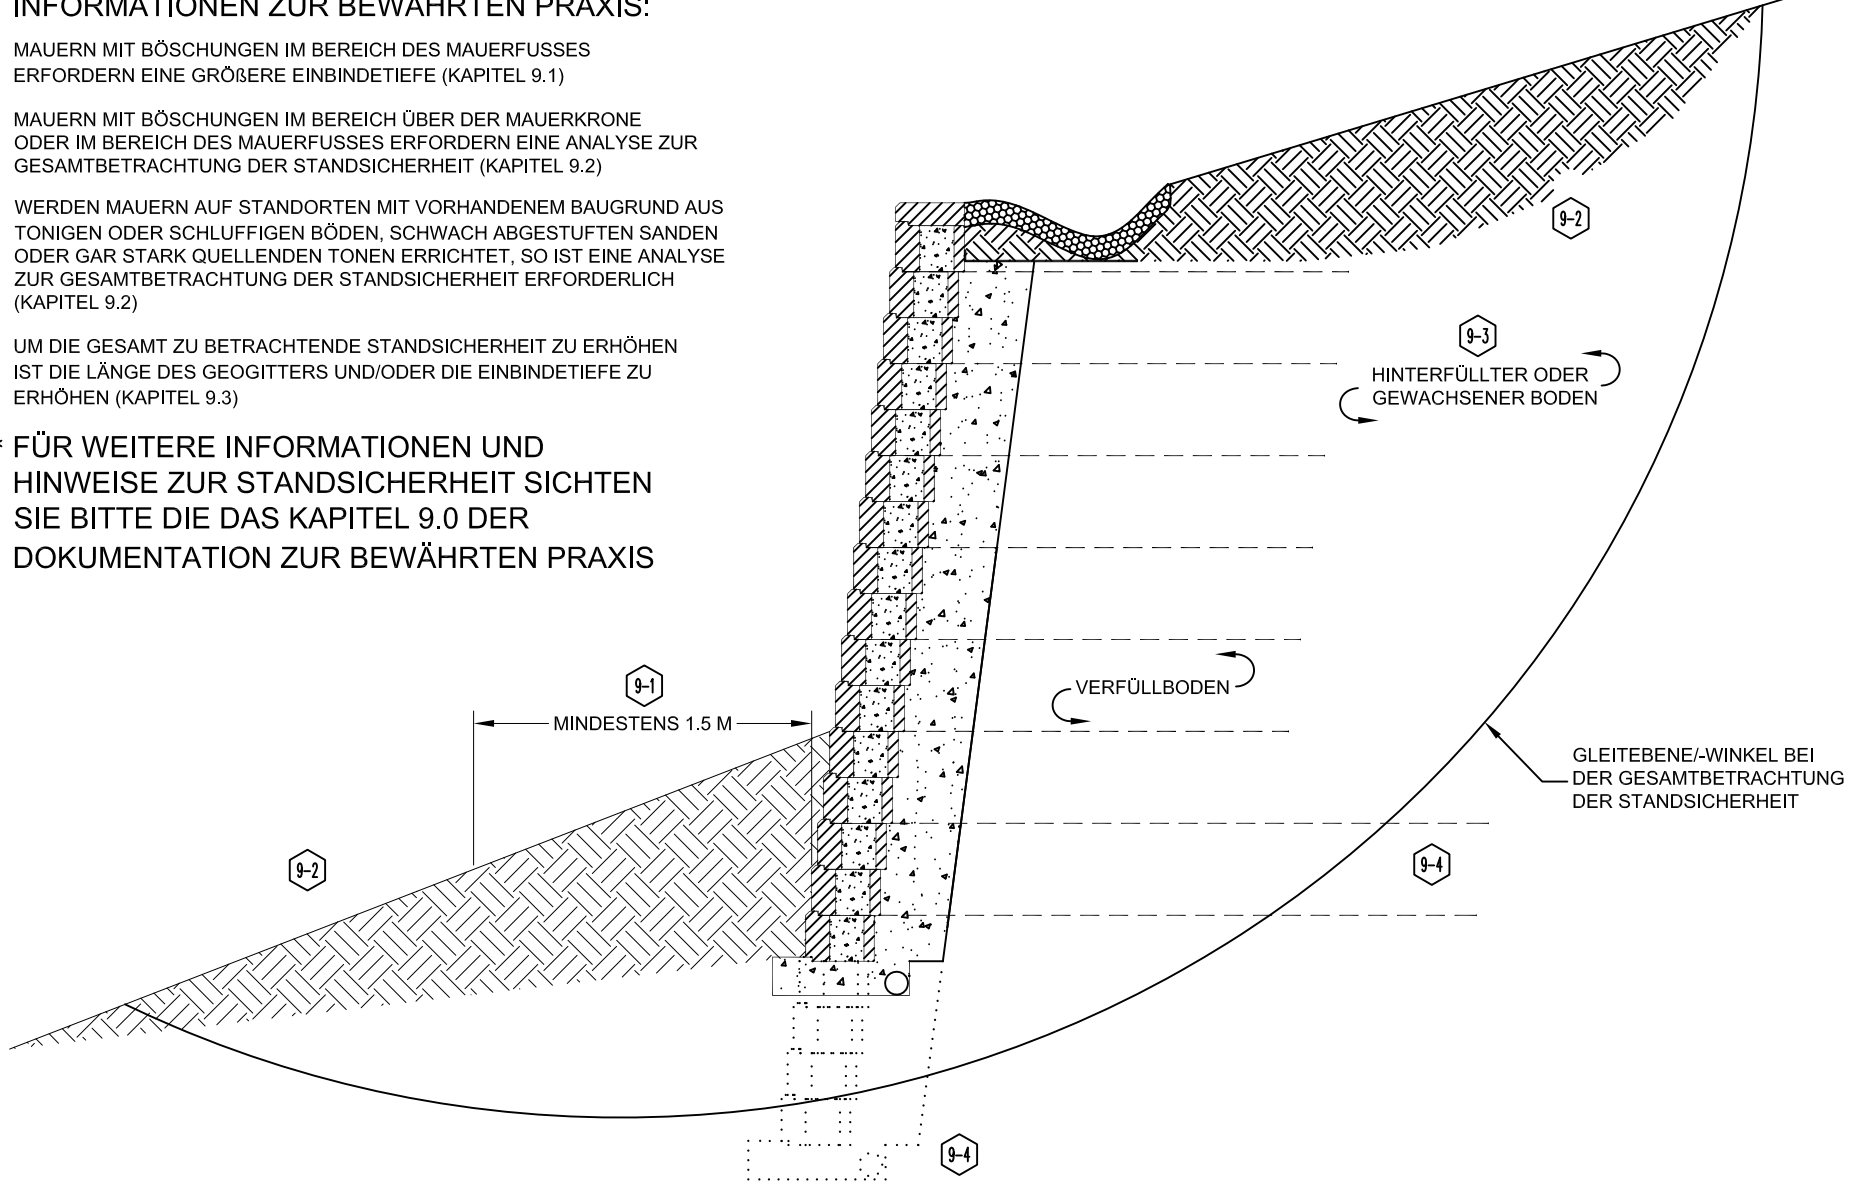 INFORMATIONEN ZUR BEWÄHRTEN PRAXIS:
MAUERN MIT BÖSCHUNGEN IM BEREICH DES MAUERFUSSES
ERFORDERN EINE GRÖßERE EINBINDETIEFE (KAPITEL 9.1)
MAUERN MIT BÖSCHUNGEN IM BEREICH ÜBER DER MAUERKRONE
ODER IM BEREICH DES MAUERFUSSES ERFORDERN EINE ANALYSE ZUR
GESAMTBETRACHTUNG DER STANDSICHERHEIT (KAPITEL 9.2)
WERDEN MAUERN AUF STANDORTEN MIT VORHANDENEM BAUGRUND AUS
TONIGEN ODER SCHLUFFIGEN BÖDEN, SCHWACH ABGESTUFTEN SANDEN
ODER GAR STARK QUELLENDEN TONEN ERRICHTET, SO IST EINE ANALYSE
ZUR GESAMTBETRACHTUNG DER STANDSICHERHEIT ERFORDERLICH
(KAPITEL 9.2)
UM DIE GESAMT ZU BETRACHTENDE STANDSICHERHEIT ZU ERHÖHEN
IST DIE LÄNGE DES GEOGITTERS UND/ODER DIE EINBINDETIEFE ZU
ERHÖHEN (KAPITEL 9.3)
* FÜR WEITERE INFORMATIONEN UND
HINWEISE ZUR STANDSICHERHEIT SICHTEN
SIE BITTE DIE DAS KAPITEL 9.0 DER
DOKUMENTATION ZUR BEWÄHRTEN PRAXIS
9-2
9-3
HINTERFÜLLTER ODER
GEWACHSENER BODEN
9-1
MINDESTENS 1.5 M
VERFÜLLBODEN
GLEITEBENE/-WINKEL BEI
DER GESAMTBETRACHTUNG
DER STANDSICHERHEIT
9-2
9-4
9-4